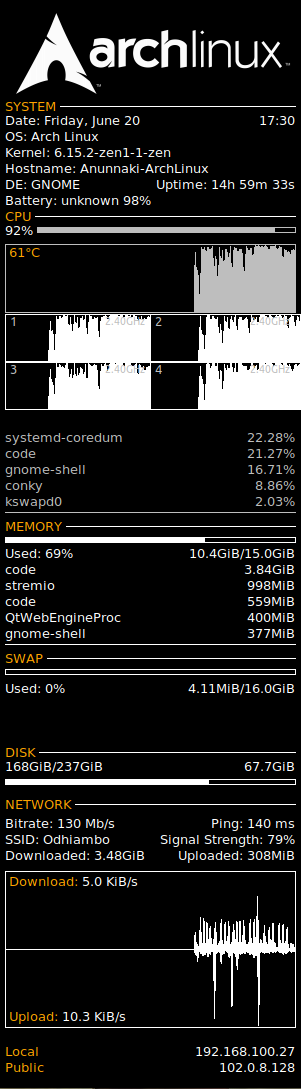 archlinux™
SYSTEM
Date: Friday, June 20 17:30
OS: Arch Linux
Kernel: 6.15.2-zen1-1-zen
Hostname: Anunnaki-ArchLinux
DE: GNOME Uptime: 14h 59m 33s
Battery: unknown 98%
CPU
92%
61°C
1 2.40GHz 2 2.40GHz
3 2.40GHz 4 2.40GHz
systemd-coredum 22.28%
code 21.27%
gnome-shell 16.71%
conky 8.86%
kswapd0 2.03%
MEMORY
Used: 69% 10.4GiB/15.0GiB
code 3.84GiB
stremio 998MiB
code 559MiB
QtWebEngineProc 400MiB
gnome-shell 377MiB
SWAP
Used: 0% 4.11MiB/16.0GiB
DISK
168GiB/237GiB 67.7GiB
NETWORK
Bitrate: 130 Mb/s Ping: 140 ms
SSID: Odhiambo Signal Strength: 79%
Downloaded: 3.48GiB Uploaded: 308MiB
Download: 5.0 KiB/s
Upload: 10.3 KiB/s
Local 192.168.100.27
Public 102.0.8.128